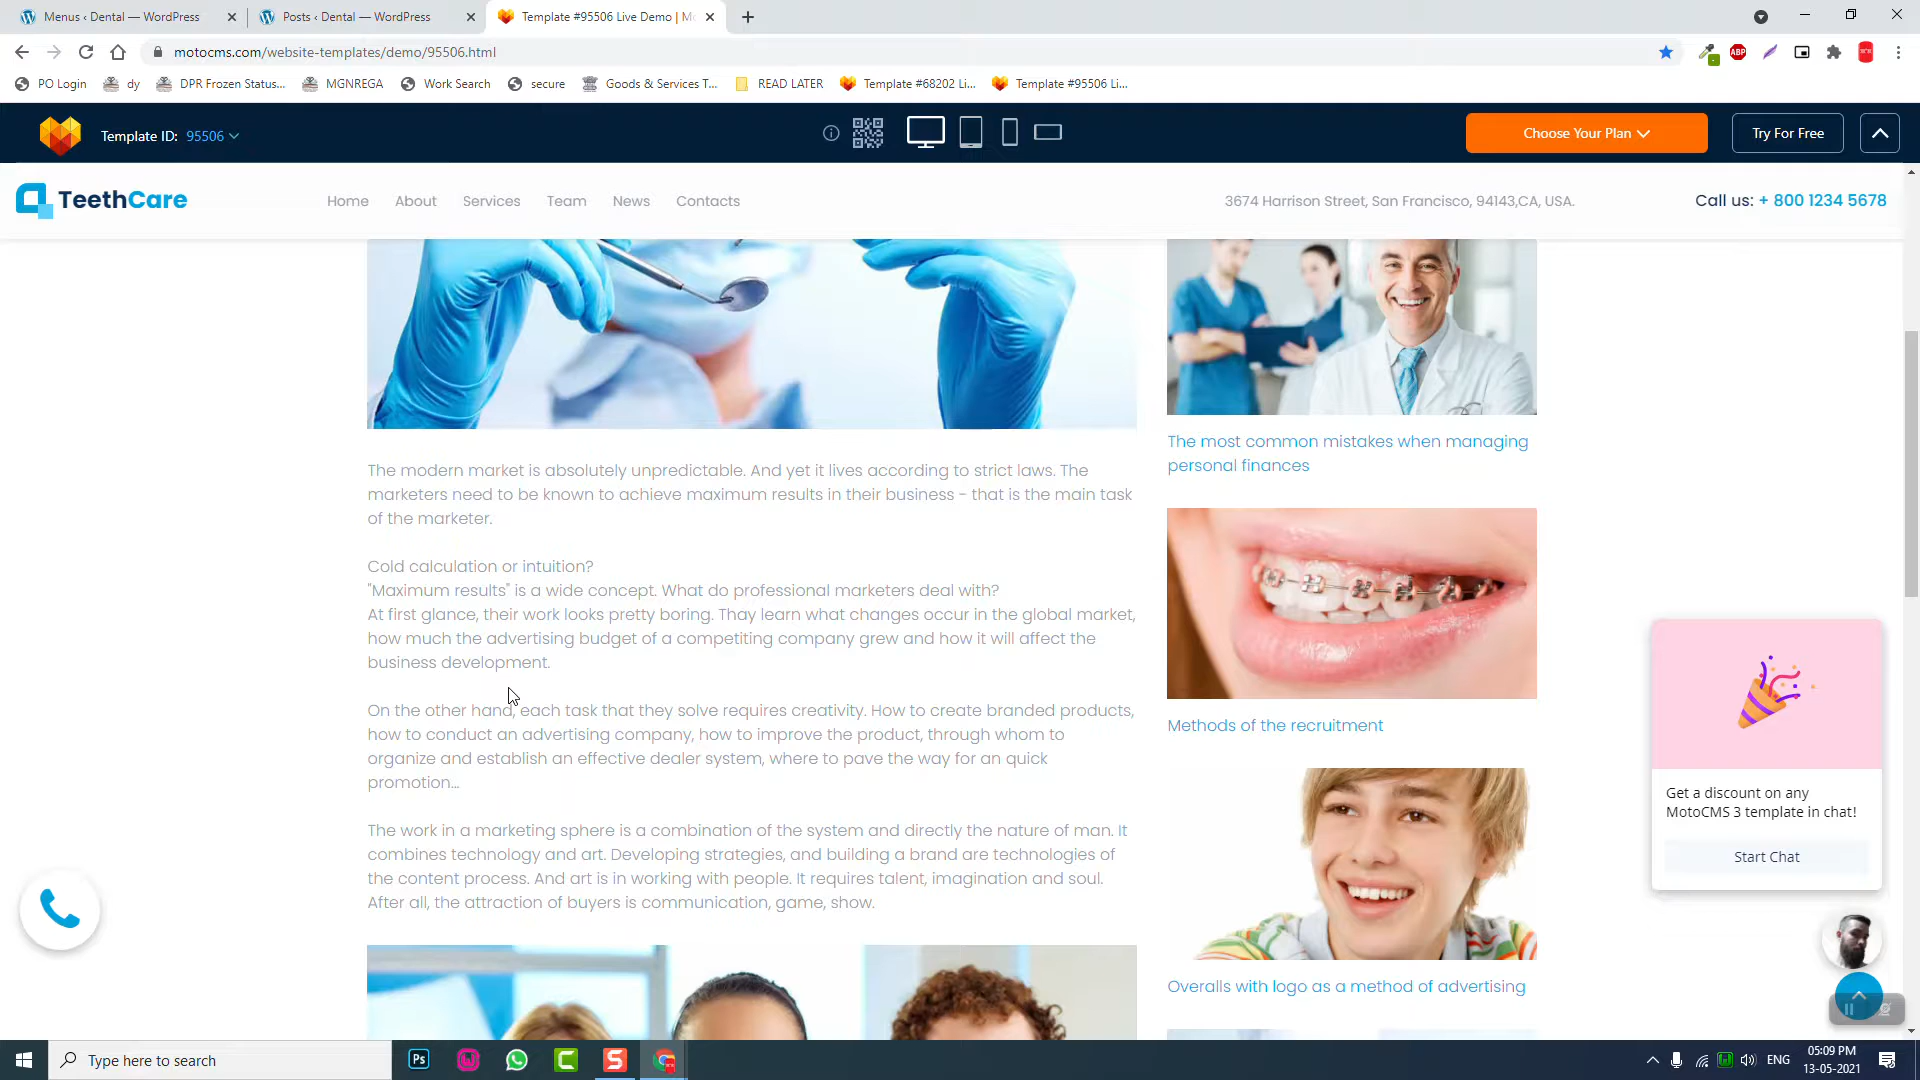 Menus ‹ Dental — WordPress
Posts ‹ Dental — WordPress
Template #95506 Live Demo | M
motocms.com/website-templates/demo/95506.html
ABP
PO Login
dy
DPR Frozen Status...
MGNREGA
Work Search
secure
Goods & Services T...
READ LATER
Template #68202 Li...
Template #95506 Li...
Template ID: 95506
Choose Your Plan
Try For Free
TeethCare
Home
About
Services
Team
News
Contacts
3674 Harrison Street, San Francisco, 94143,CA, USA.
Call us: + 800 1234 5678
The modern market is absolutely unpredictable. And yet it lives according to strict laws. The
marketers need to be known to achieve maximum results in their business - that is the main task
of the marketer.
Cold calculation or intuition?
"Maximum results" is a wide concept. What do professional marketers deal with?
At first glance, their work looks pretty boring. Thay learn what changes occur in the global market,
how much the advertising budget of a competiting company grew and how it will affect the
business development.
On the other hand, each task that they solve requires creativity. How to create branded products,
how to conduct an advertising company, how to improve the product, through whom to
organize and establish an effective dealer system, where to pave the way for an quick
promotion...
The work in a marketing sphere is a combination of the system and directly the nature of man. It
combines technology and art. Developing strategies, and building a brand are technologies of
the content process. And art is in working with people. It requires talent, imagination and soul.
After all, the attraction of buyers is communication, game, show.
The most common mistakes when managing
personal finances
Methods of the recruitment
Overalls with logo as a method of advertising
Get a discount on any
MotoCMS 3 template in chat!
Start Chat
Type here to search
Ps
ENG
05:09 PM
13-05-2021